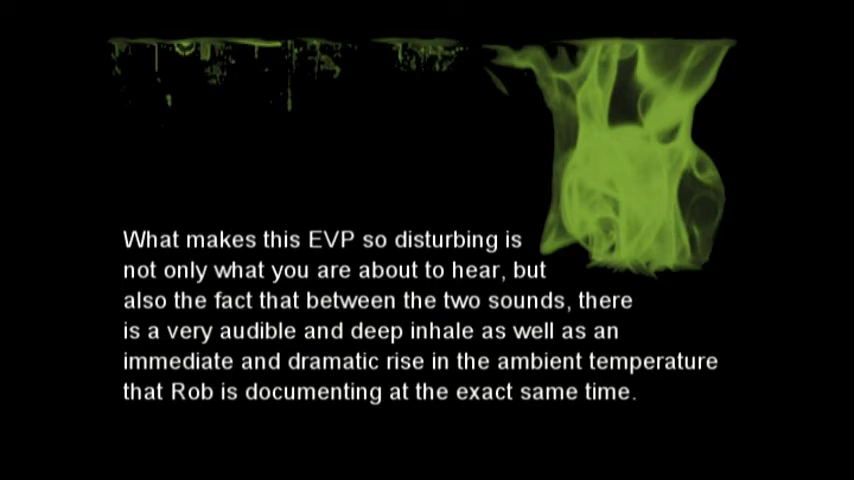 What makes this EVP so disturbing is
not only what you are about to hear, but
also the fact that between the two sounds, there
is a very audible and deep inhale as well as an
immediate and dramatic rise in the ambient temperature
that Rob is documenting at the exact same time.